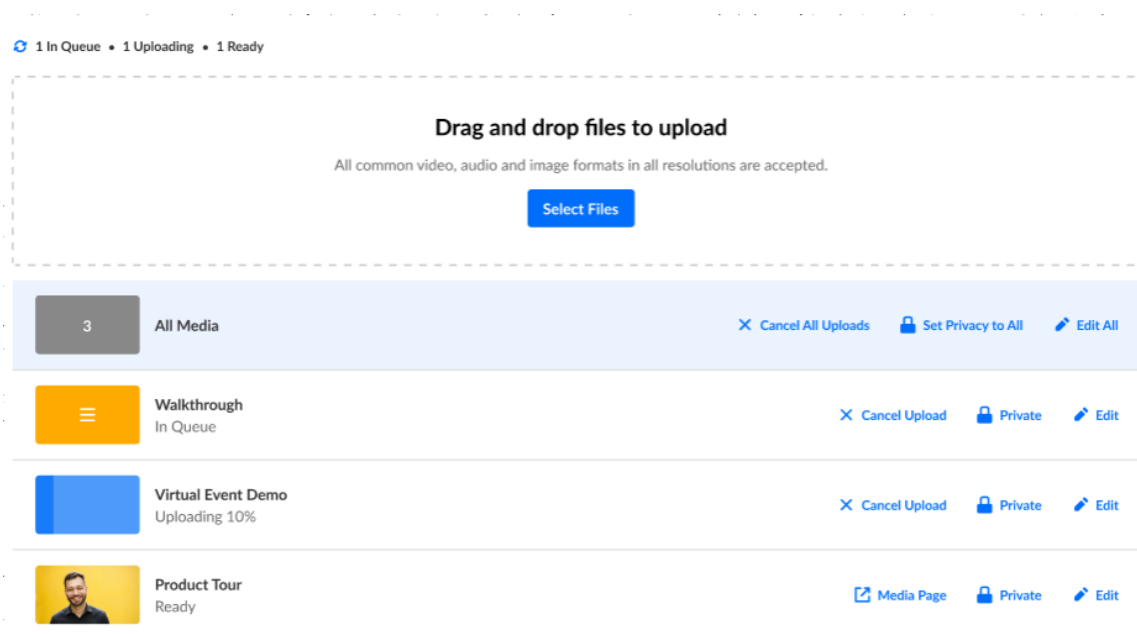 1 In Queue • 1 Uploading • 1 Ready
Drag and drop files to upload
All common video, audio and image formats in all resolutions are accepted.
Select Files
3 All Media Cancel All Uploads Set Privacy to All Edit All
Walkthrough
In Queue
Cancel Upload Private Edit
Virtual Event Demo
Uploading 10%
Cancel Upload Private Edit
Product Tour
Ready
Media Page Private Edit